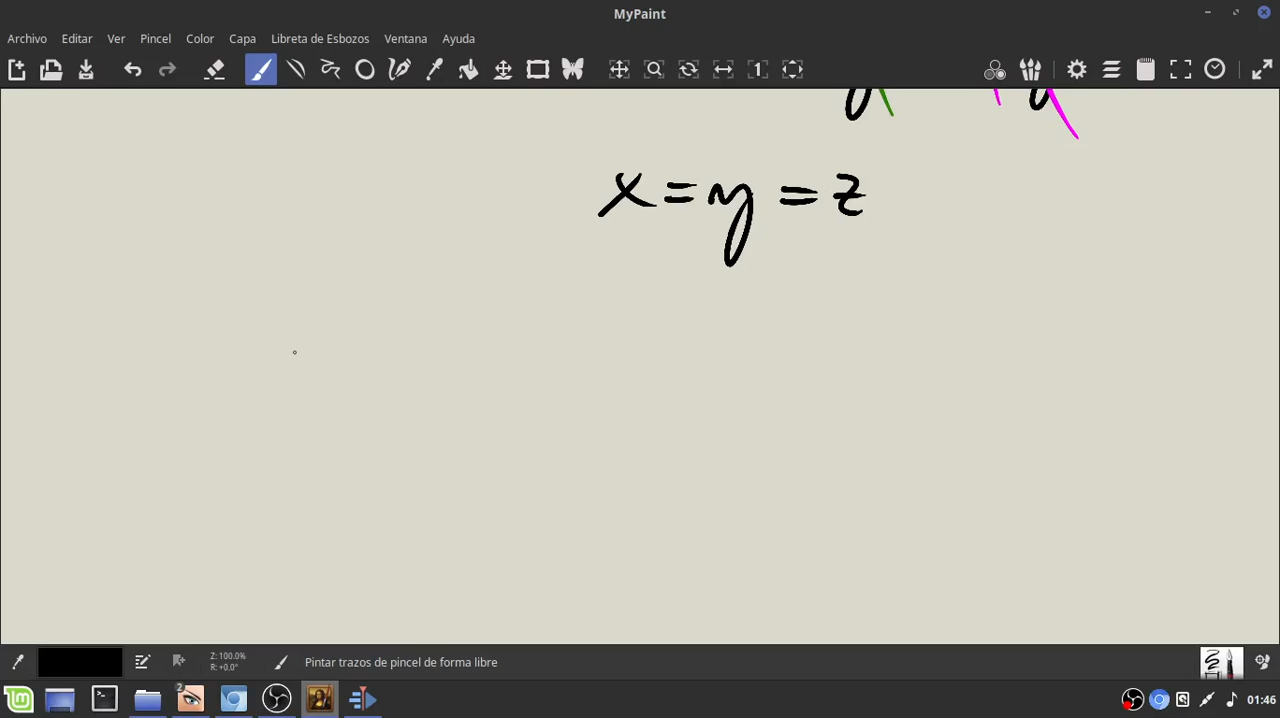 MyPaint
Archivo Editar Ver Pincel Color Capa Libreta de Esbozos Ventana Ayuda
x = y = z
Z: 100.0%
R: +0.0°
Pintar trazos de pincel de forma libre
2
01:46